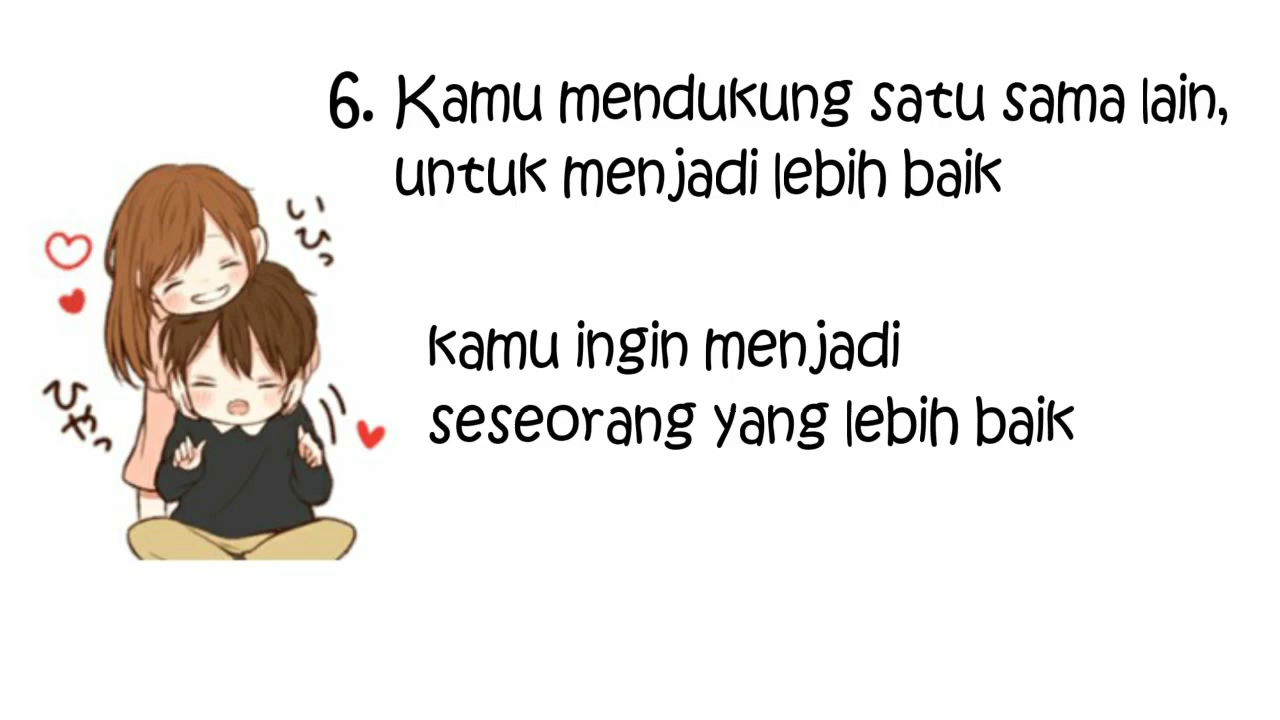 6. Kamu mendukung satu sama lain,
untuk menjadi lebih baik
いひっ
kamu ingin menjadi
seseorang yang lebih baik
ひゃっ